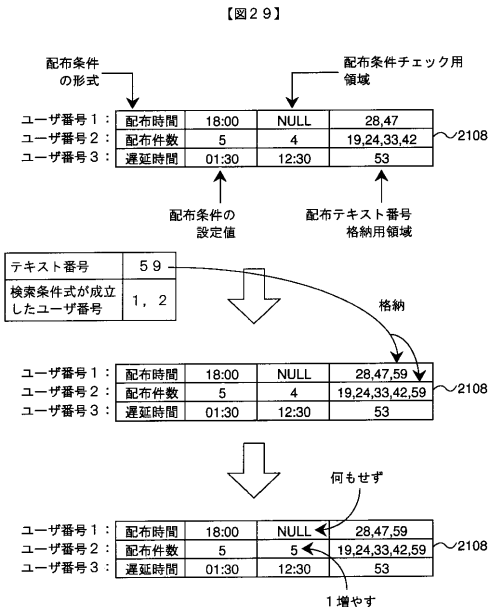 【図２９】
配布条件
の形式
配布条件チェック用
領域
ユーザ番号１： 配布時間 18:00 NULL 28,47
ユーザ番号２： 配布件数 5 4 19,24,33,42 2108
ユーザ番号３： 遅延時間 01:30 12:30 53
配布条件の
設定値
配布テキスト番号
格納用領域
テキスト番号 ５９
検索条件式が成立
したユーザ番号 １，２
格納
ユーザ番号１： 配布時間 18:00 NULL 28,47,59
ユーザ番号２： 配布件数 5 4 19,24,33,42,59 2108
ユーザ番号３： 遅延時間 01:30 12:30 53
何もせず
ユーザ番号１： 配布時間 18:00 NULL 28,47,59
ユーザ番号２： 配布件数 5 5 19,24,33,42,59 2108
ユーザ番号３： 遅延時間 01:30 12:30 53
１増やす